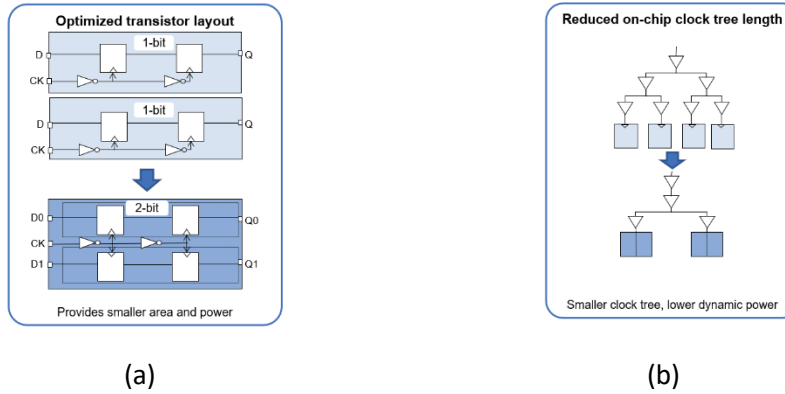 Optimized transistor layout
1-bit
D
Q
CK
1-bit
D
Q
CK
2-bit
D0
Q0
CK
D1
Q1
Provides smaller area and power
(a)
Reduced on-chip clock tree length
Smaller clock tree, lower dynamic power
(b)